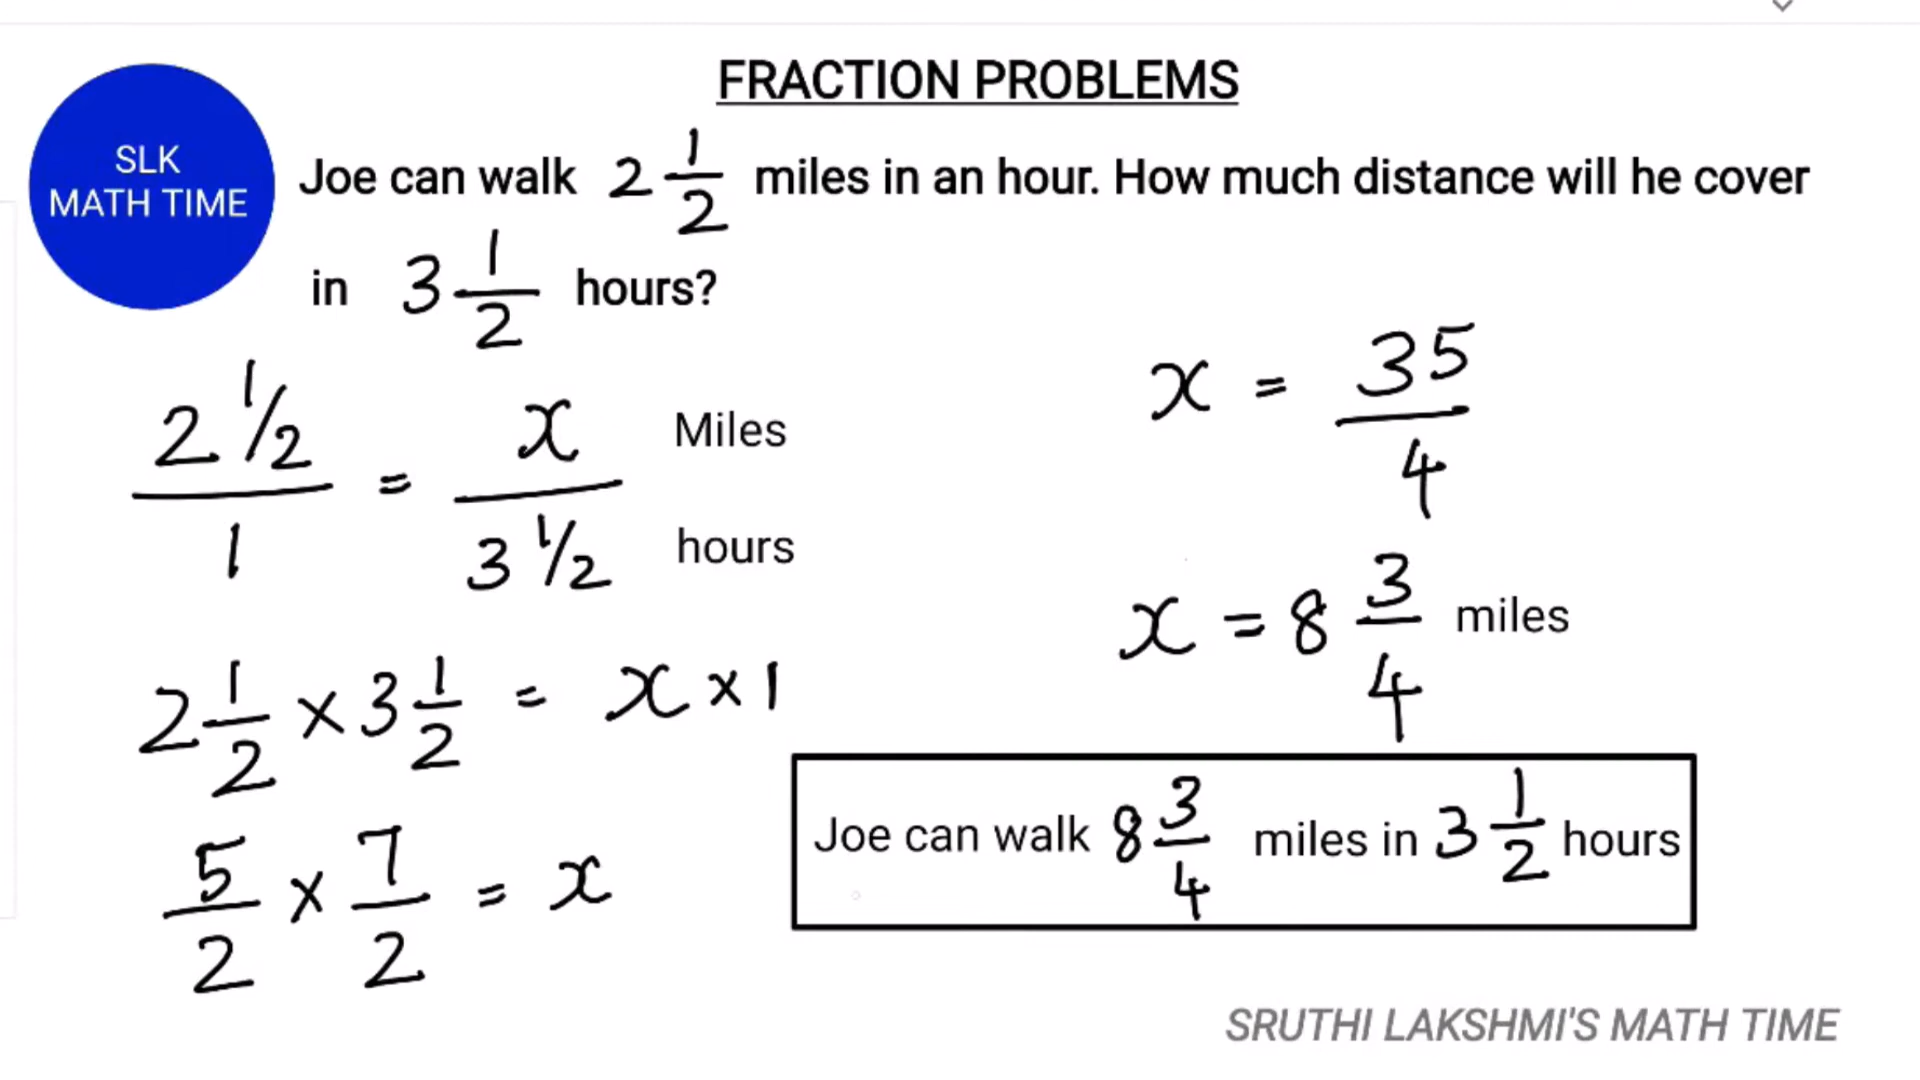 FRACTION PROBLEMS
SLK
MATH TIME
Joe can walk 2 1/2 miles in an hour. How much distance will he cover
in 3 1/2 hours?
2 1/2 / 1 = x / 3 1/2 Miles hours
2 1/2 × 3 1/2 = x × 1
5/2 × 7/2 = x
x = 35/4
x = 8 3/4 miles
Joe can walk 8 3/4 miles in 3 1/2 hours
SRUTHI LAKSHMI'S MATH TIME